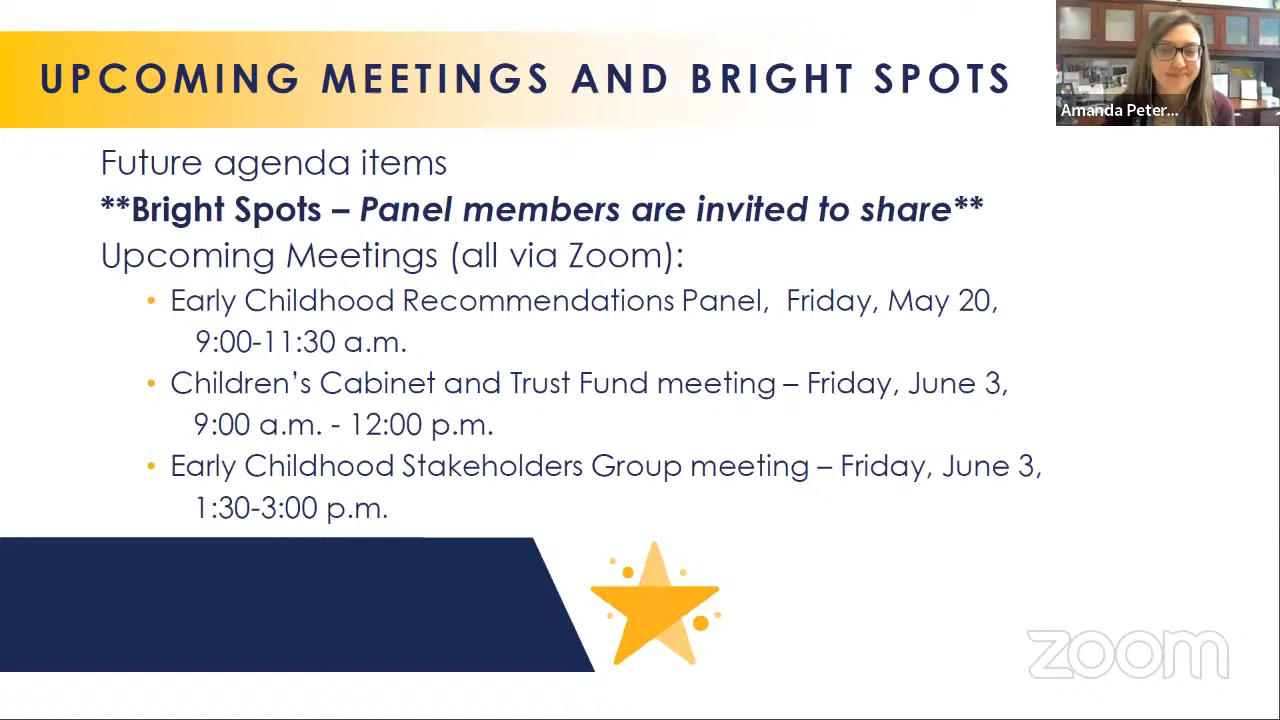 UPCOMING MEETINGS AND BRIGHT SPOTS
Amanda Peter...
Future agenda items
**Bright Spots – Panel members are invited to share**
Upcoming Meetings (all via Zoom):
• Early Childhood Recommendations Panel,  Friday, May 20,
9:00-11:30 a.m.
• Children’s Cabinet and Trust Fund meeting – Friday, June 3,
9:00 a.m. - 12:00 p.m.
• Early Childhood Stakeholders Group meeting – Friday, June 3,
1:30-3:00 p.m.
zoom